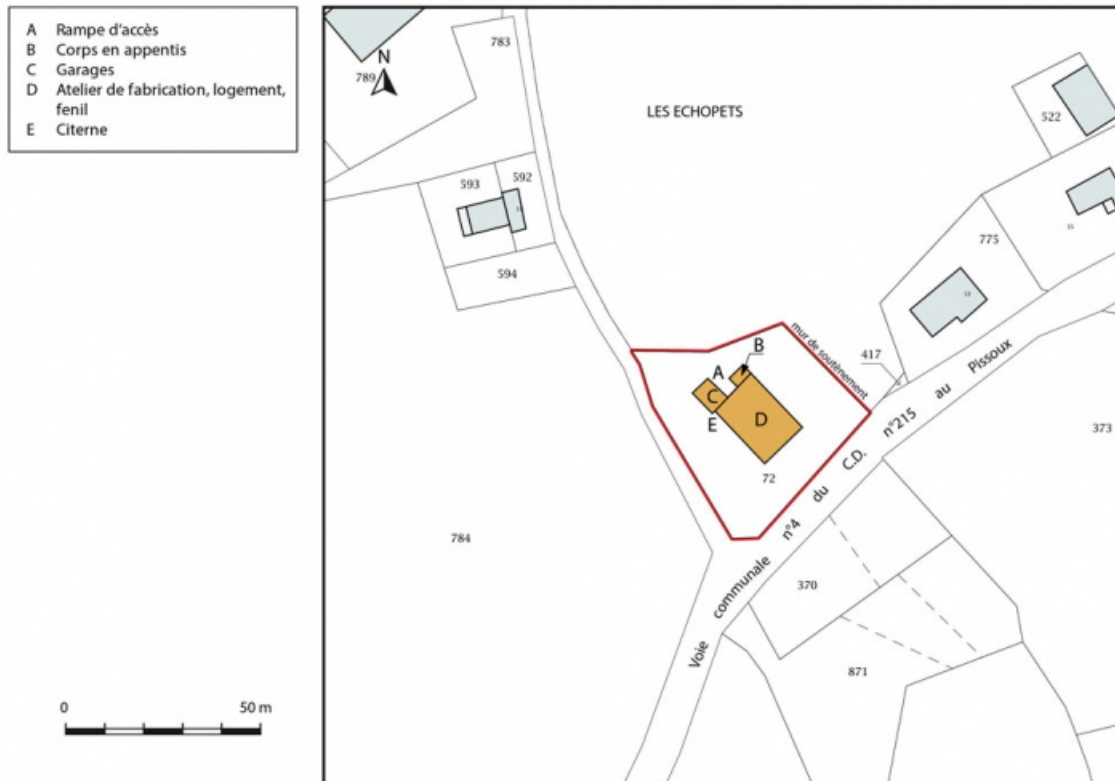 A Rampe d'accès
B Corps en appentis
C Garages
D Atelier de fabrication, logement,
fenil
E Citerne
783
N
789
LES ECHOPETS
522
593
592
775
594
mur de soutènement
417
B
A
C
E
D
72
373
784
370
871
Voie communale n°4 du C.D. n°215 au Pissoux
0 50 m